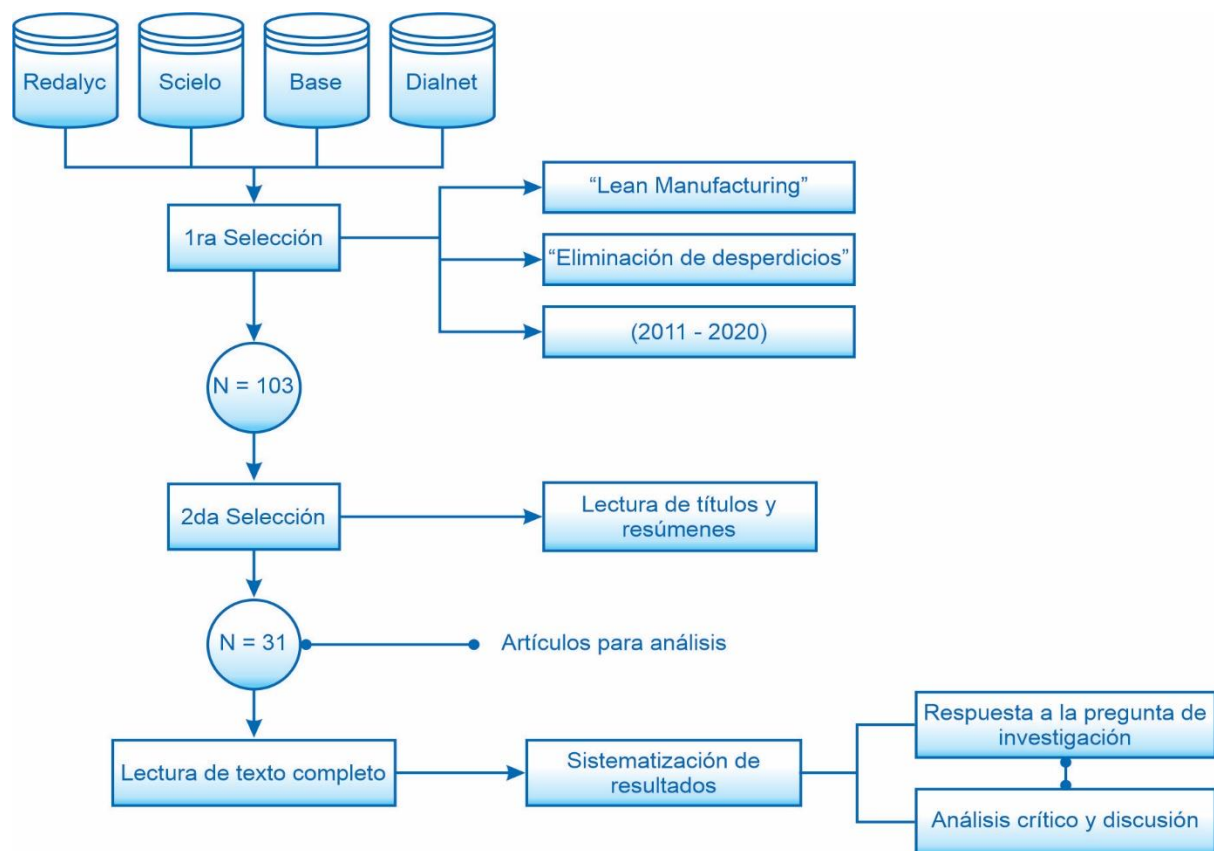 Redalyc
Scielo
Base
Dialnet
1ra Selección
“Lean Manufacturing”
“Eliminación de desperdicios”
(2011 - 2020)
N = 103
2da Selección
Lectura de títulos y
resúmenes
N = 31
Artículos para análisis
Lectura de texto completo
Sistematización de
resultados
Respuesta a la pregunta de
investigación
Análisis crítico y discusión